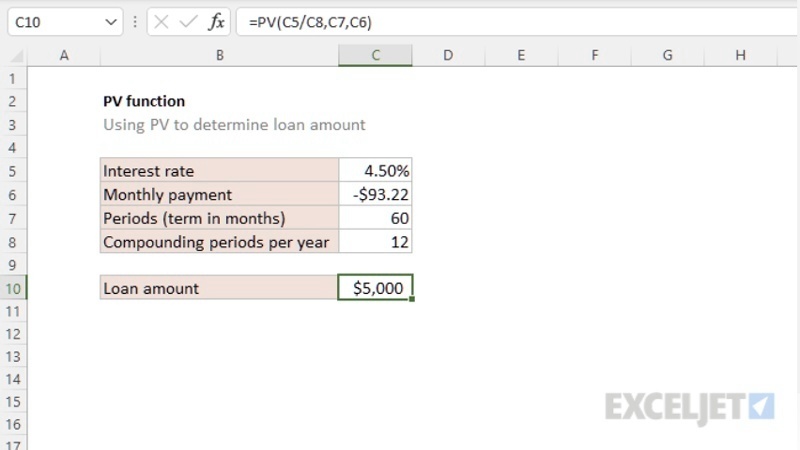 C10 fx =PV(C5/C8,C7,C6)
A B C D E F G H
1
2 PV function
3 Using PV to determine loan amount
4
5 Interest rate 4.50%
6 Monthly payment -$93.22
7 Periods (term in months) 60
8 Compounding periods per year 12
9
10 Loan amount $5,000
11
12
13
14
15 EXCELJET
16
17